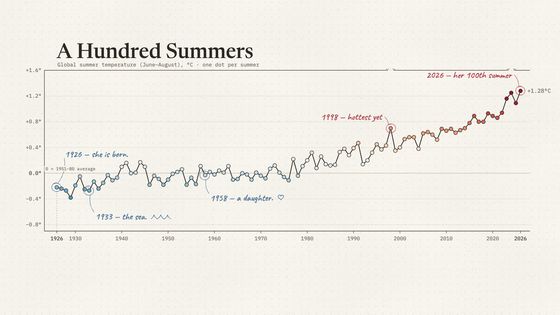 A Hundred Summers
Global summer temperature (June–August), °C · one dot per summer
+1.6°
2026 — her 100th summer
+1.28°C
+1.2°
1998 — hottest yet
+0.8°
+0.4°
1926 — she is born.
0 = 1951–80 average
0.0°
1958 — a daughter.
−0.4°
1933 — the sea.
−0.8°
1926 1930 1940 1950 1960 1970 1980 1990 2000 2010 2020 2026